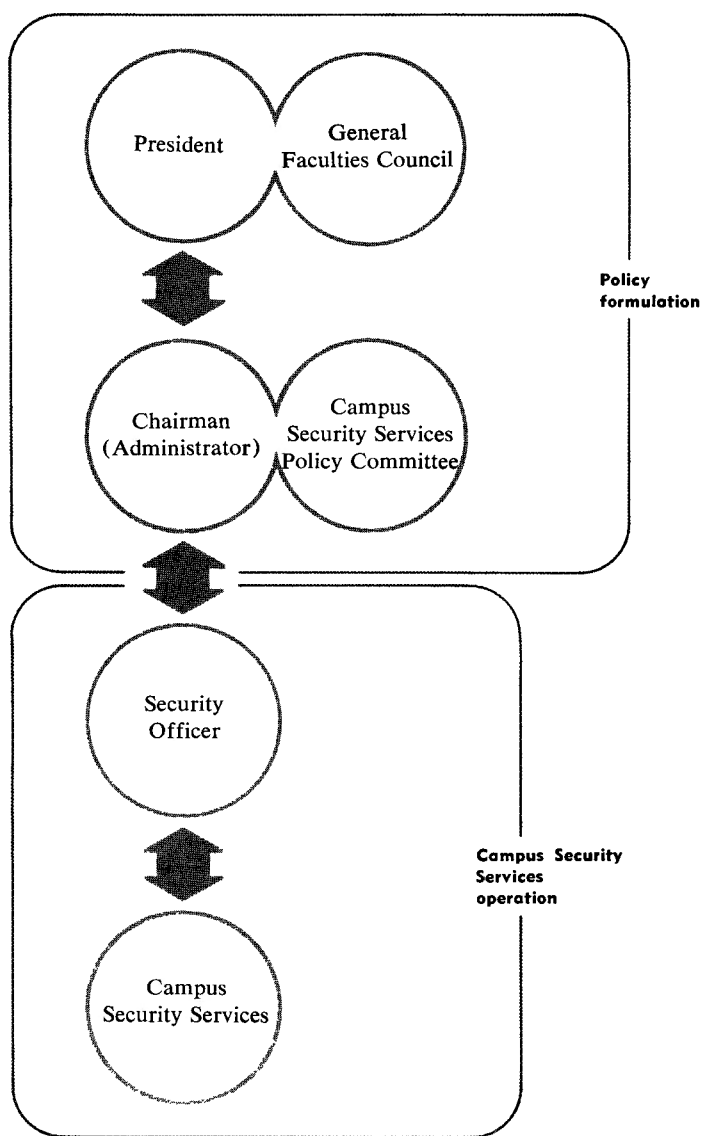 President
General
Faculties Council
Policy
formulation
Chairman
(Administrator)
Campus
Security Services
Policy Committee
Security
Officer
Campus Security
Services
operation
Campus
Security Services